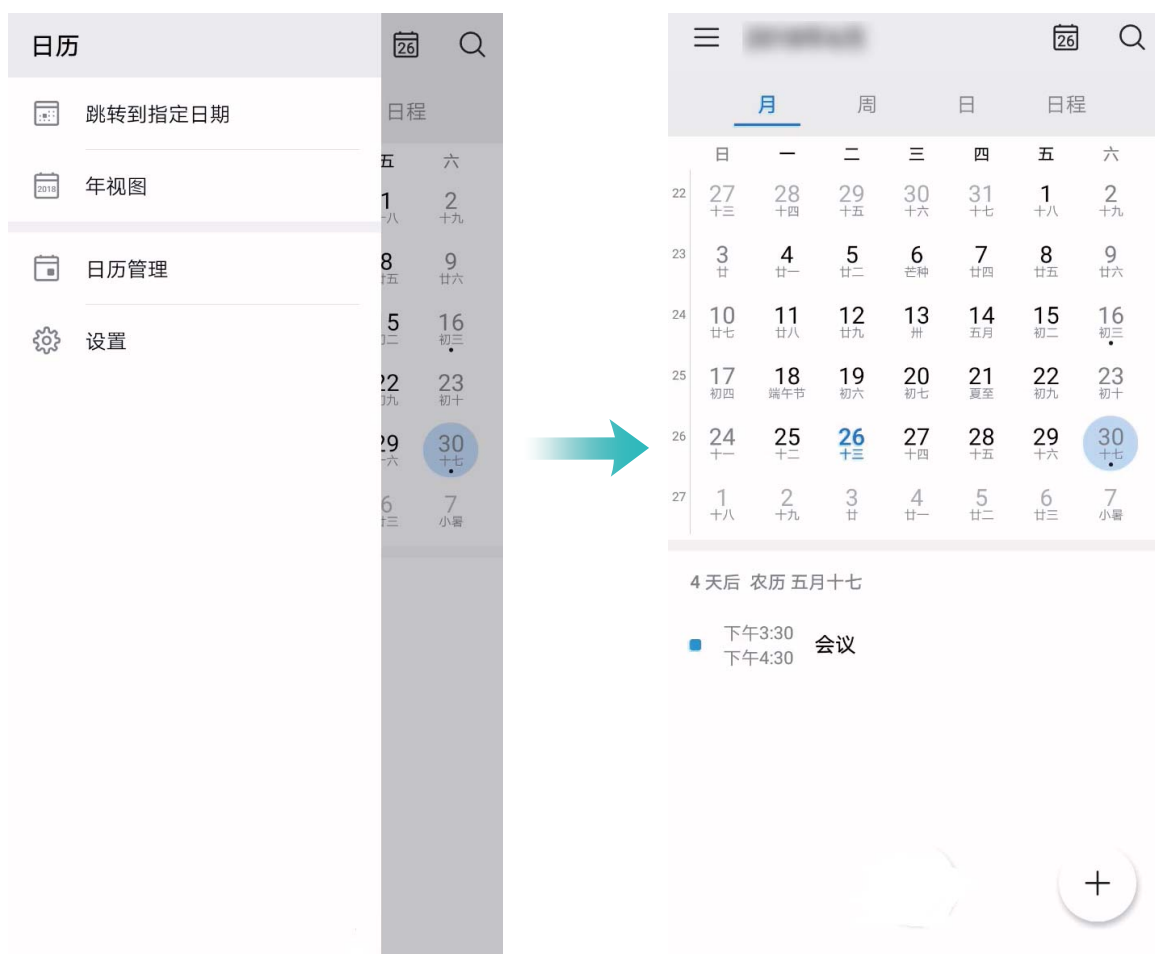 日历
26
跳转到指定日期
2018
年视图
日历管理
设置
日程
五 六
1 2
十九
8 9
廿六
5 16
初三
22 23
初九 初十
29 30
十七
6 7
廿三 小暑
26
月 周 日 日程
日 一 二 三 四 五 六
22 27 28 29 30 31 1 2
十三 十四 十五 十六 十七 十八 十九
23 3 4 5 6 7 8 9
廿 廿一 廿二 芒种 廿四 廿五 廿六
24 10 11 12 13 14 15 16
廿七 廿八 廿九 卅 五月 初二 初三
25 17 18 19 20 21 22 23
初四 端午节 初六 初七 夏至 初九 初十
26 24 25 26 27 28 29 30
十一 十二 十三 十四 十五 十六 十七
27 1 2 3 4 5 6 7
十八 十九 廿 廿一 廿二 廿三 小暑
4 天后 农历 五月十七
下午3:30
会议
下午4:30